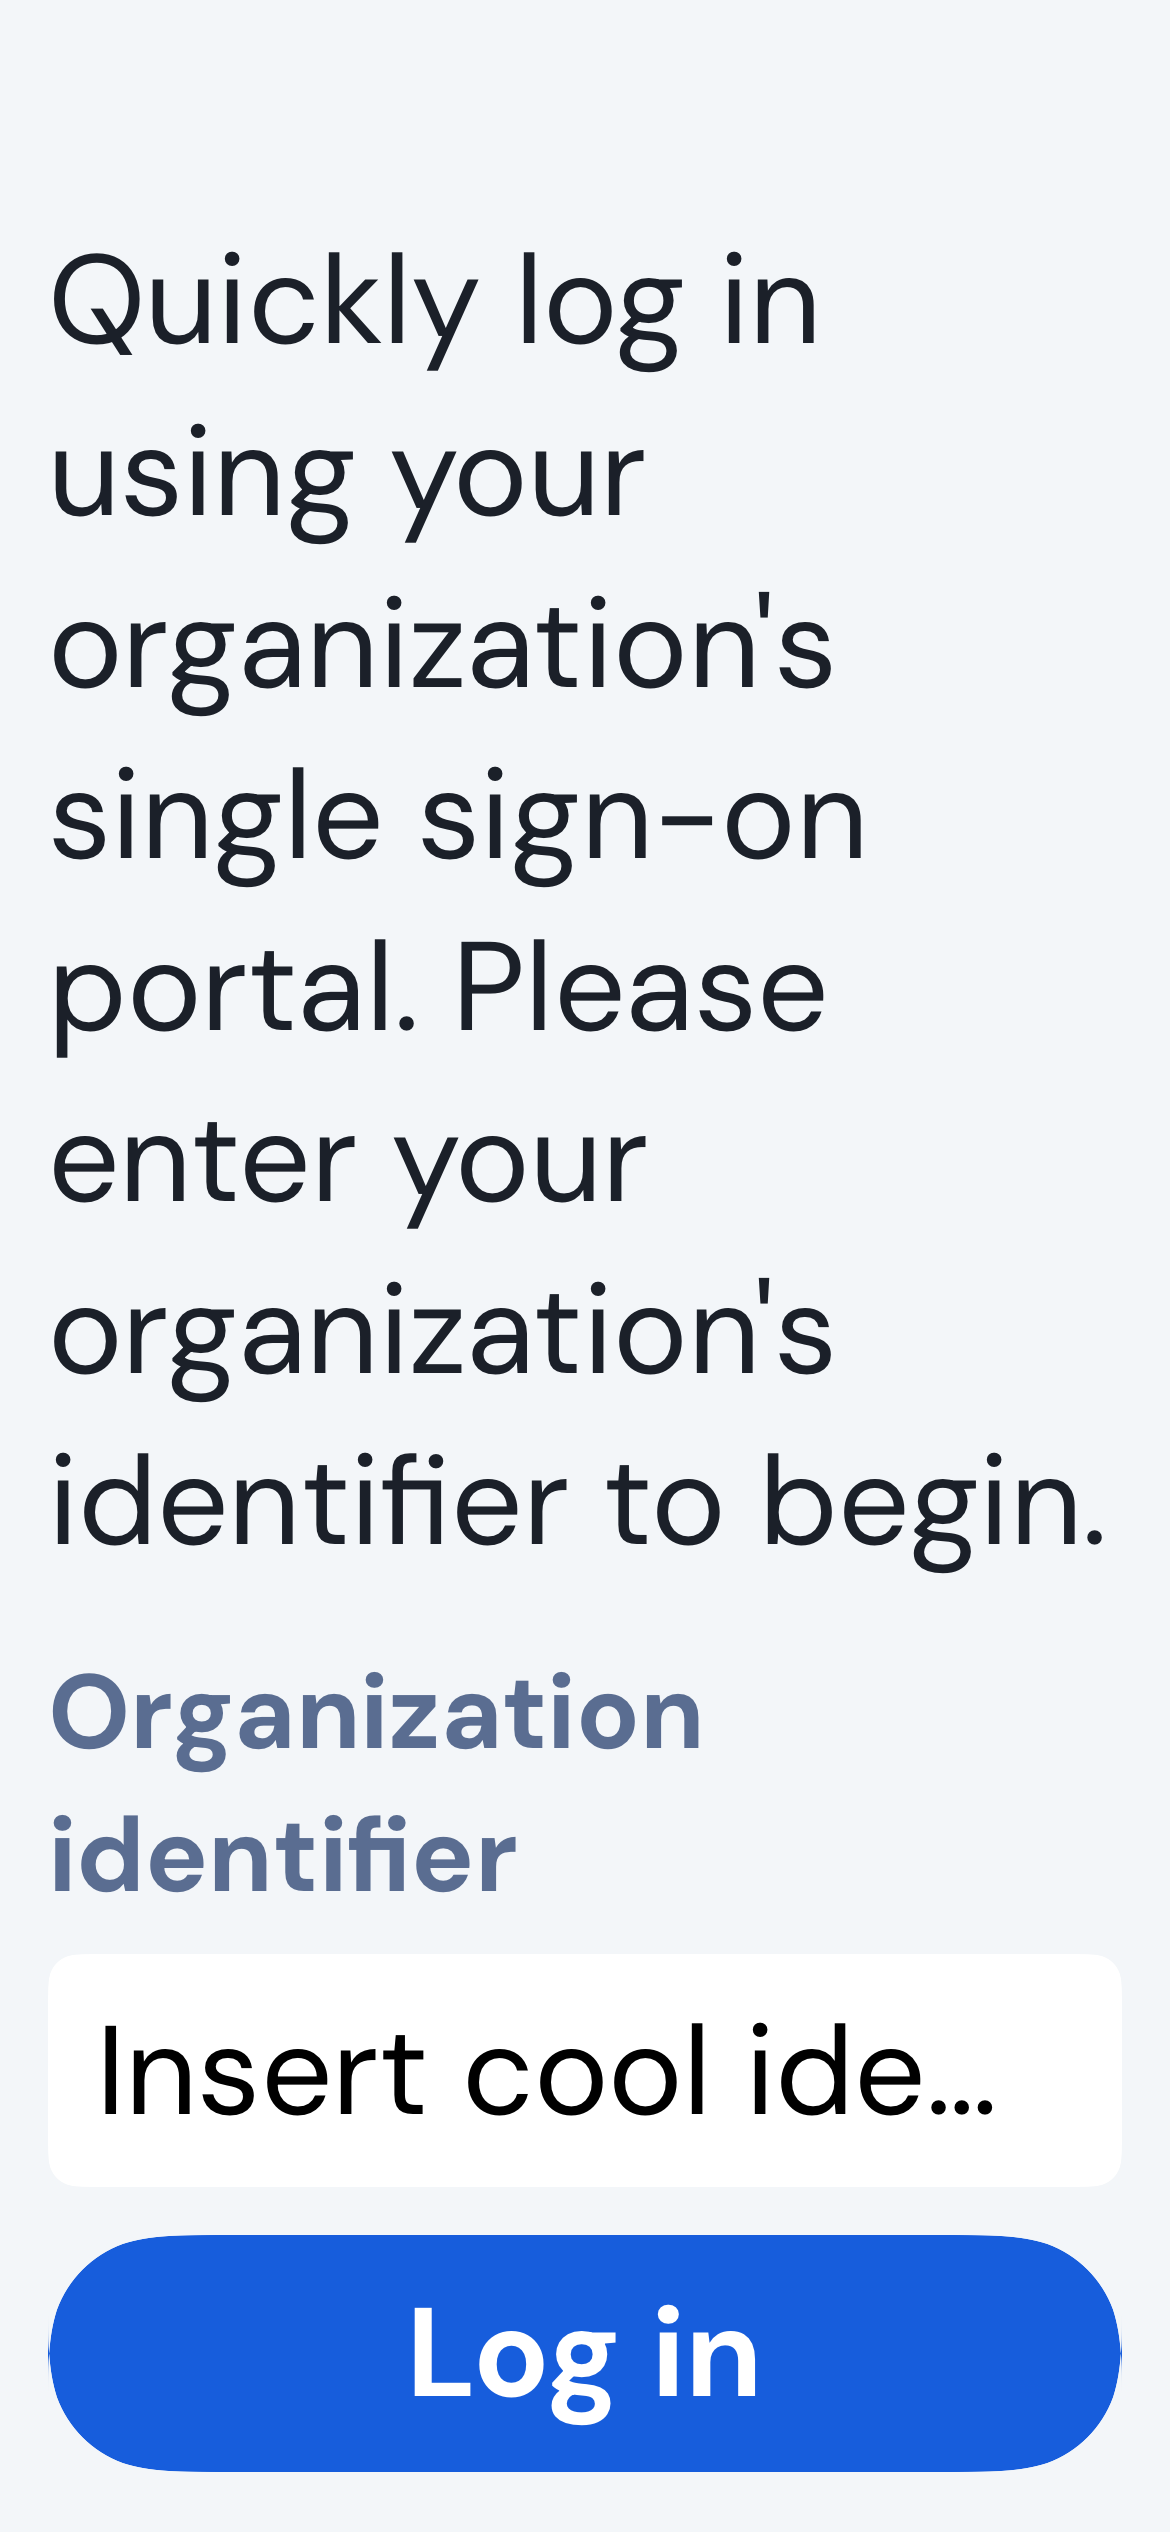 Quickly log in
using your
organization's
single sign-on
portal. Please
enter your
organization's
identifier to begin.
Organization
identifier
Insert cool ide...
Log in